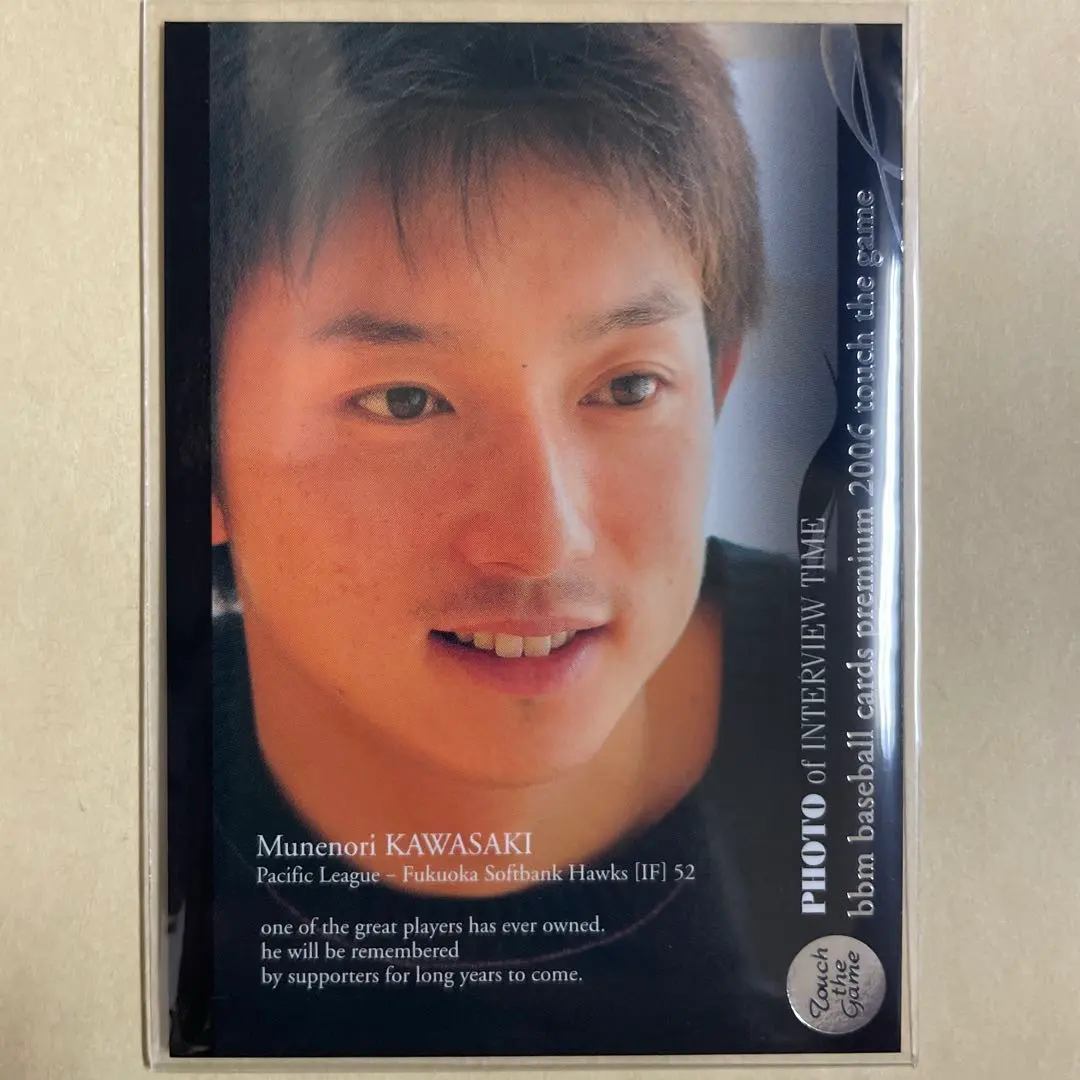 Munenori KAWASAKI
Pacific League – Fukuoka Softbank Hawks [IF] 52
one of the great players has ever owned.
he will be remembered
by supporters for long years to come.
PHOTO of INTERVIEW TIME
bbm baseball cards premium 2006 touch the game
Touch
the
Game